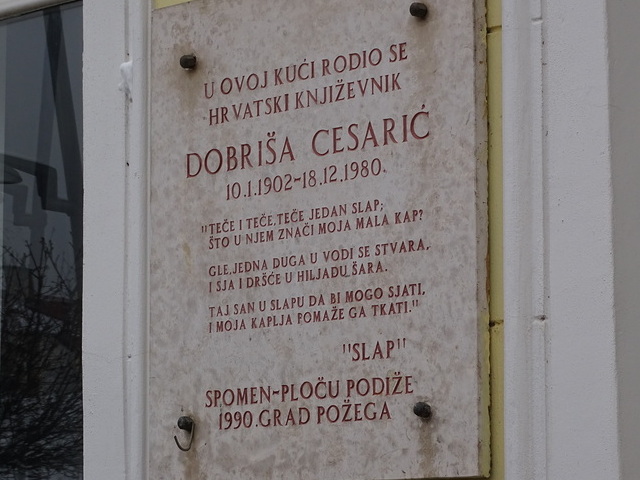 U OVOJ KUĆI RODIO SE
HRVATSKI KNJIŽEVNIK
DOBRIŠA CESARIĆ
10.1.1902-18.12.1980.
"TEČE I TEČE, TEČE JEDAN SLAP;
ŠTO U NJEM ZNAČI MOJA MALA KAP?
GLE, JEDNA DUGA U VODI SE STVARA,
I SJA I DRŠĆE U HILJADU ŠARA.
TAJ SAN U SLAPU DA BI MOGO SJATI,
I MOJA KAPLJA POMAŽE GA TKATI."
"SLAP"
SPOMEN-PLOČU PODIŽE
1990. GRAD POŽEGA